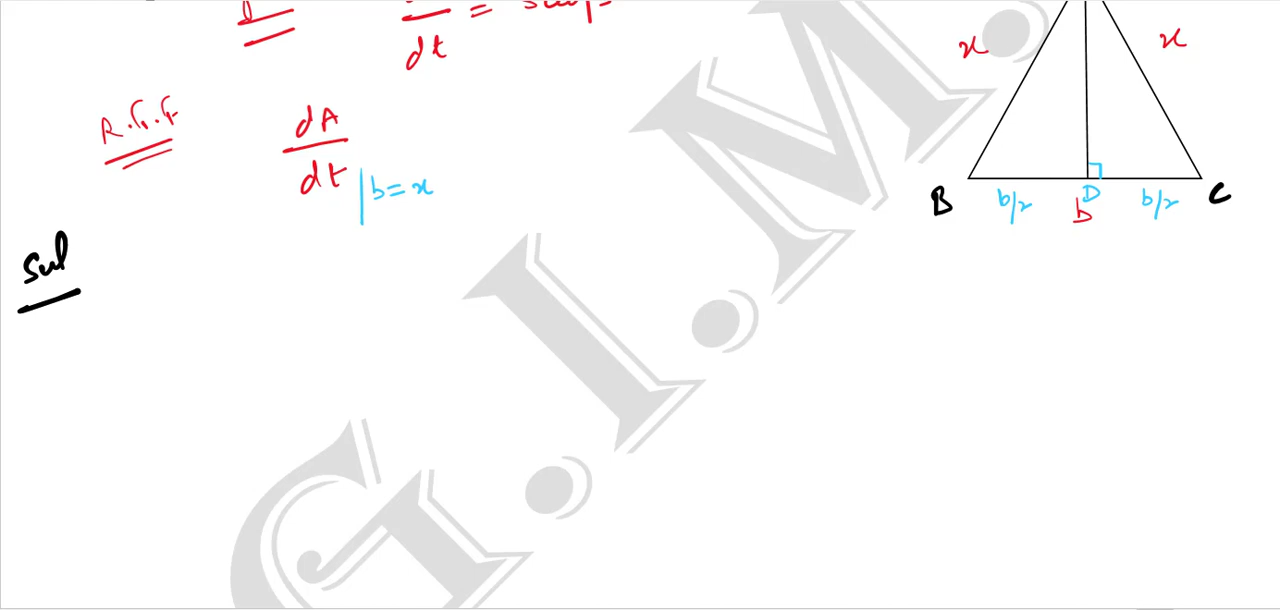 dt
x x
R.T.F
dA
dt | b = x
B b/2 D b/2 C
b
Sol
G.I.M.